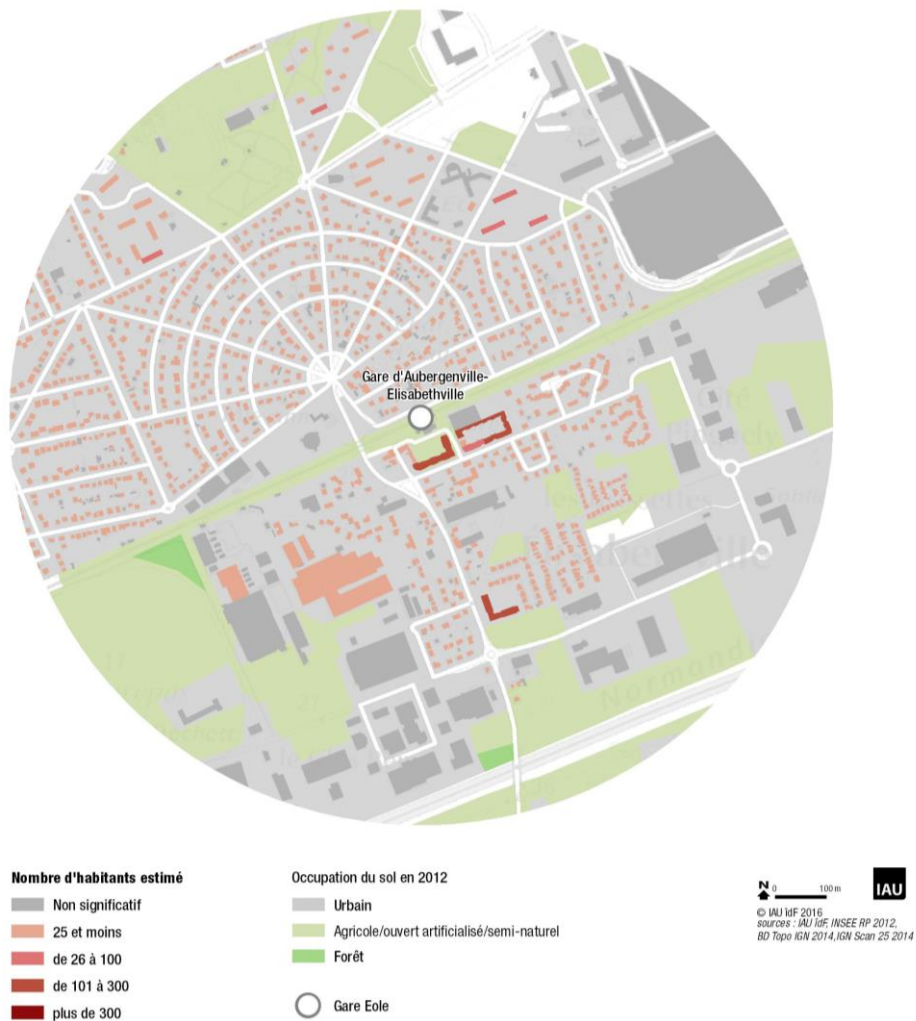 Gare d'Aubergenville-
Elisabethville
Normandie
Nombre d'habitants estimé
Non significatif
25 et moins
de 26 à 100
de 101 à 300
plus de 300
Occupation du sol en 2012
Urbain
Agricole/ouvert artificialisé/semi-naturel
Forêt
Gare Eole
N 0 100 m
IAU
© IAU îdF 2016
sources : IAU îdF, INSEE RP 2012,
BD Topo IGN 2014,IGN Scan 25 2014